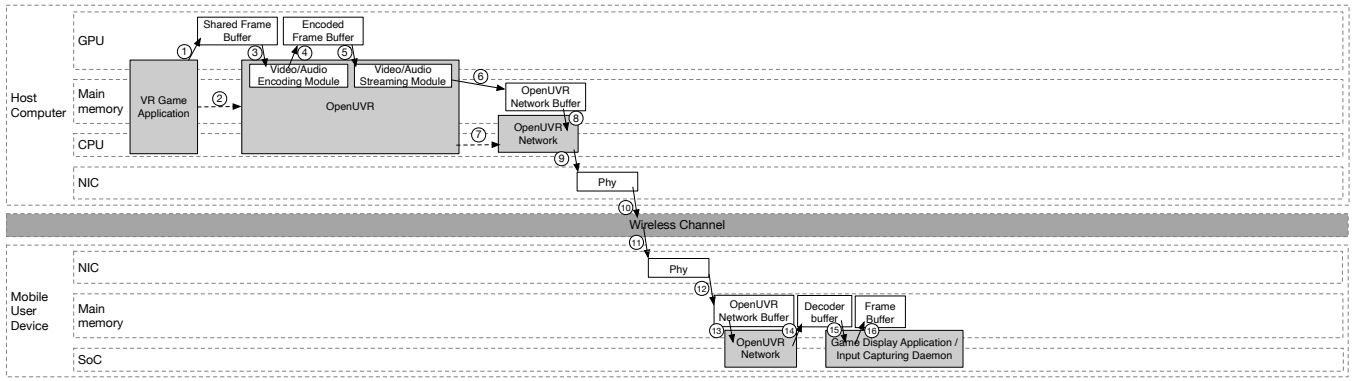 Host
Computer
GPU
Main
memory
CPU
NIC
Shared Frame
Buffer
Encoded
Frame Buffer
1
3
4
5
VR Game
Application
2
Video/Audio
Encoding Module
Video/Audio
Streaming Module
OpenUVR
6
OpenUVR
Network Buffer
7
8
OpenUVR
Network
9
Phy
10
Wireless Channel
11
Mobile
User
Device
NIC
Main
memory
SoC
Phy
12
OpenUVR
Network Buffer
Decoder
buffer
Frame
Buffer
13
14
15
16
OpenUVR
Network
Game Display Application /
Input Capturing Daemon